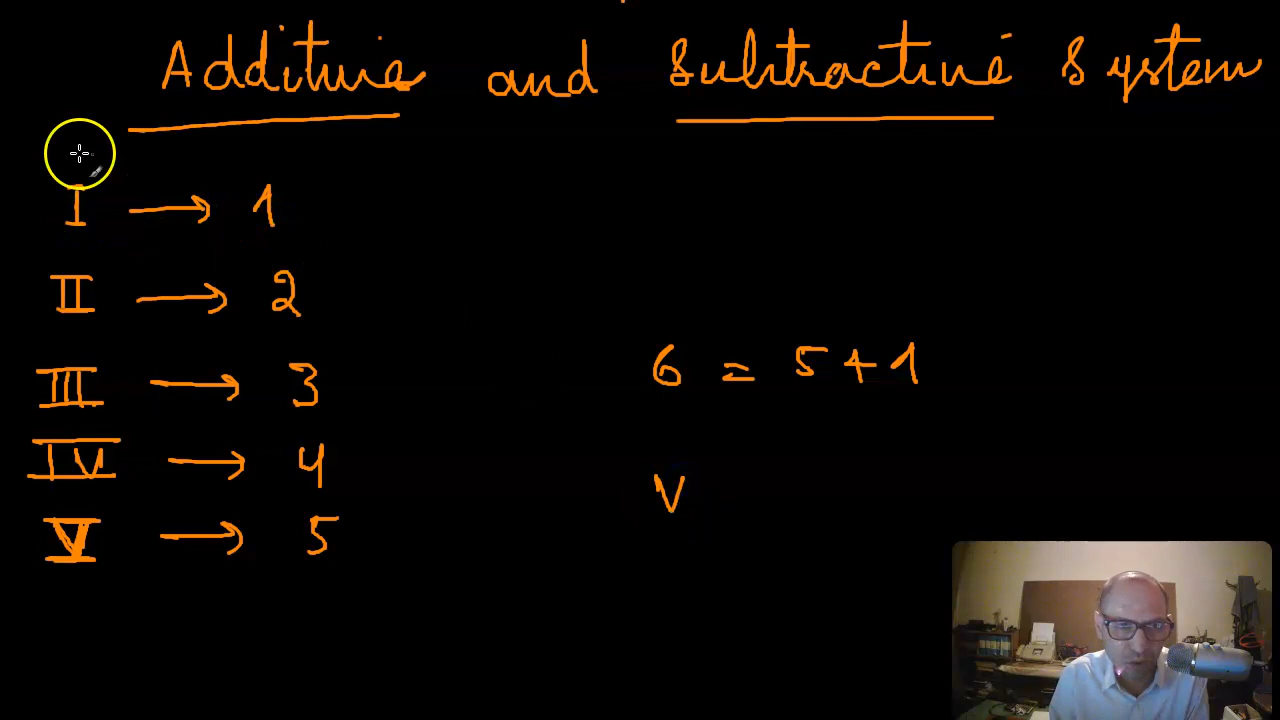 Additive and Subtractive System
I → 1
II → 2
III → 3
6 = 5+1
IV → 4
V
V → 5